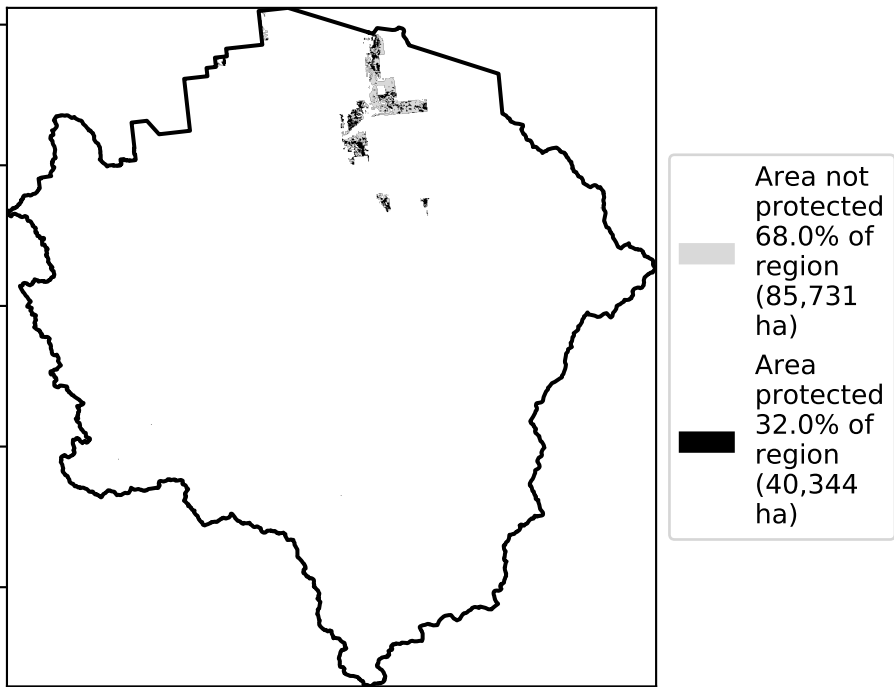 Area not
protected
68.0% of
region
(85,731
ha)
Area
protected
32.0% of
region
(40,344
ha)